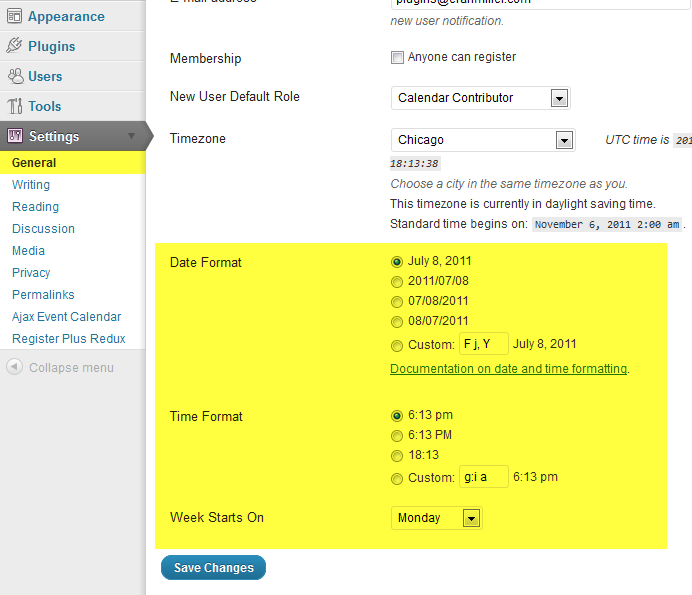 Appearance
Plugins
Users
Tools
Settings
General
Writing
Reading
Discussion
Media
Privacy
Permalinks
Ajax Event Calendar
Register Plus Redux
Collapse menu
new user notification.
Membership Anyone can register
New User Default Role Calendar Contributor
Timezone Chicago UTC time is 201
18:13:38
Choose a city in the same timezone as you.
This timezone is currently in daylight saving time.
Standard time begins on: November 6, 2011 2:00 am.
Date Format July 8, 2011
2011/07/08
07/08/2011
08/07/2011
Custom: F j, Y July 8, 2011
Documentation on date and time formatting.
Time Format 6:13 pm
6:13 PM
18:13
Custom: g:i a 6:13 pm
Week Starts On Monday
Save Changes